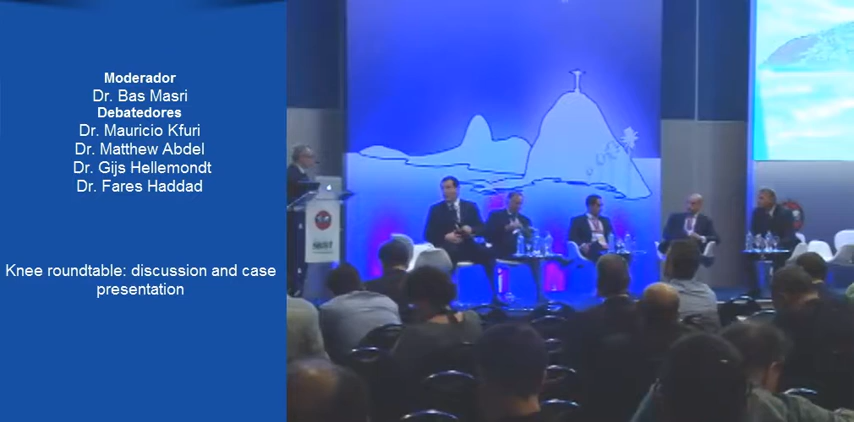 Moderador
Dr. Bas Masri
Debatedores
Dr. Mauricio Kfuri
Dr. Matthew Abdel
Dr. Gijs Hellemondt
Dr. Fares Haddad
Knee roundtable: discussion and case
presentation